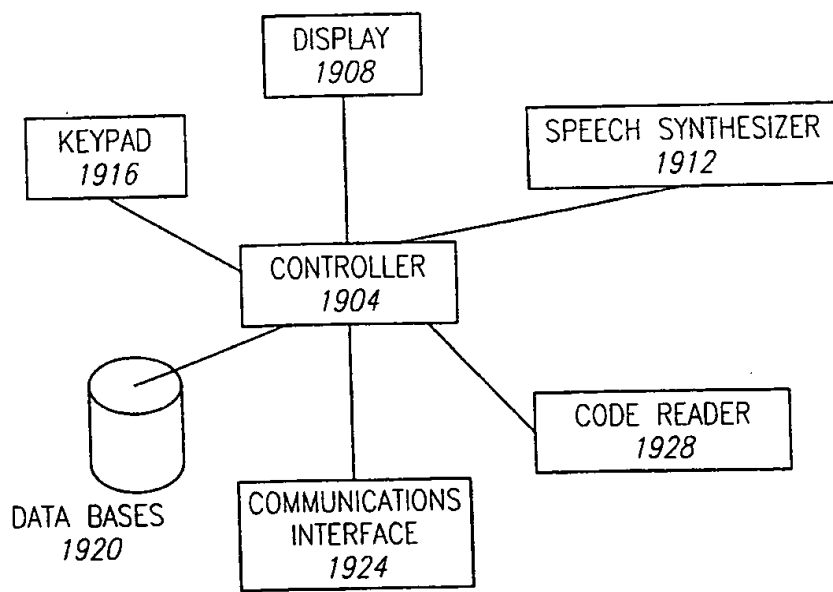 DISPLAY
1908
KEYPAD
1916
SPEECH SYNTHESIZER
1912
CONTROLLER
1904
CODE READER
1928
DATA BASES
1920
COMMUNICATIONS
INTERFACE
1924